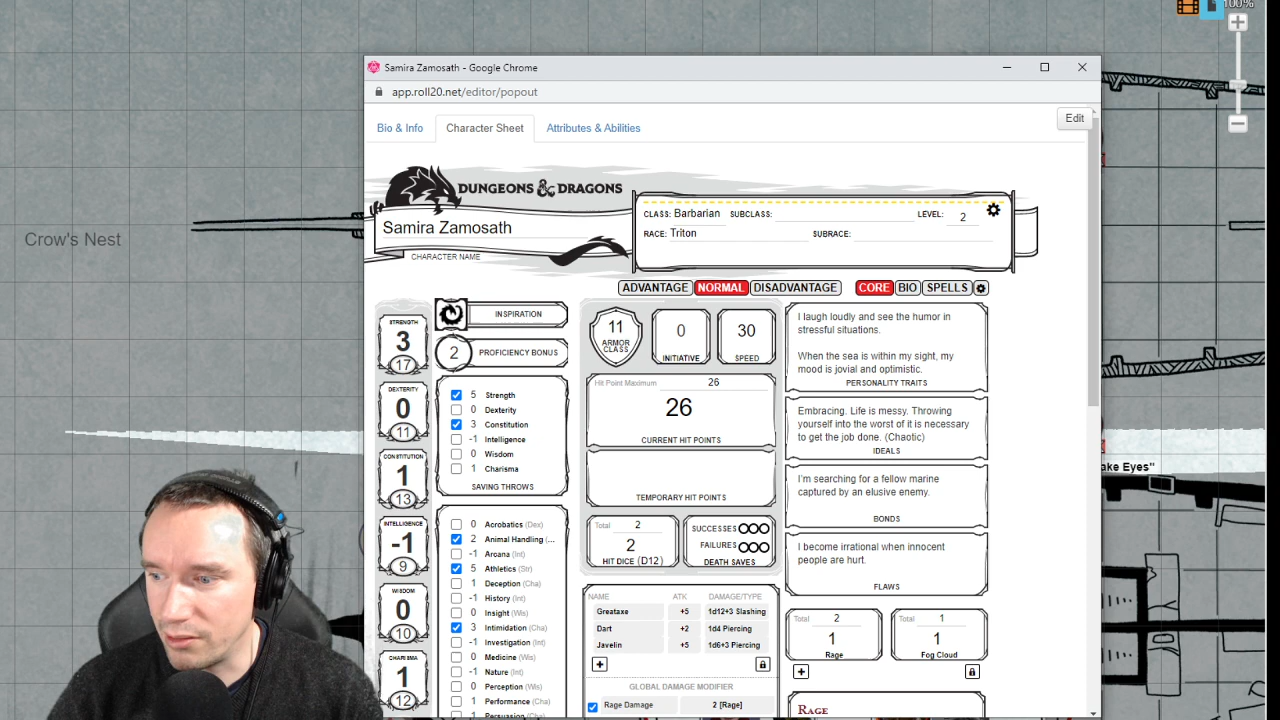 100%
Samira Zamosath - Google Chrome
app.roll20.net/editor/popout
Bio & Info
Character Sheet
Attributes & Abilities
Edit
DUNGEONS & DRAGONS
Samira Zamosath
CHARACTER NAME
CLASS: Barbarian SUBCLASS: LEVEL: 2
RACE: Triton SUBRACE:
Crow's Nest
ADVANTAGE NORMAL DISADVANTAGE
CORE BIO SPELLS
STRENGTH
3
17
DEXTERITY
0
11
CONSTITUTION
1
13
INTELLIGENCE
-1
9
WISDOM
0
10
CHARISMA
1
12
INSPIRATION
2 PROFICIENCY BONUS
5 Strength
0 Dexterity
3 Constitution
-1 Intelligence
0 Wisdom
1 Charisma
SAVING THROWS
0 Acrobatics (Dex)
2 Animal Handling (...
-1 Arcana (Int)
5 Athletics (Str)
1 Deception (Cha)
-1 History (Int)
0 Insight (Wis)
3 Intimidation (Cha)
-1 Investigation (Int)
0 Medicine (Wis)
-1 Nature (Int)
0 Perception (Wis)
1 Performance (Cha)
1 Persuasion (Cha)
11
ARMOR
CLASS
0
INITIATIVE
30
SPEED
Hit Point Maximum 26
26
CURRENT HIT POINTS
TEMPORARY HIT POINTS
Total 2
2
HIT DICE (D12)
SUCCESSES
FAILURES
DEATH SAVES
NAME ATK DAMAGE/TYPE
Greataxe +5 1d12+3 Slashing
Dart +2 1d4 Piercing
Javelin +5 1d6+3 Piercing
GLOBAL DAMAGE MODIFIER
Rage Damage 2 [Rage]
I laugh loudly and see the humor in
stressful situations.
When the sea is within my sight, my
mood is jovial and optimistic.
PERSONALITY TRAITS
Embracing. Life is messy. Throwing
yourself into the worst of it is necessary
to get the job done. (Chaotic)
IDEALS
I'm searching for a fellow marine
captured by an elusive enemy.
BONDS
I become irrational when innocent
people are hurt.
FLAWS
Total 2
1
Rage
Total 1
1
Fog Cloud
RAGE
ake Eyes"